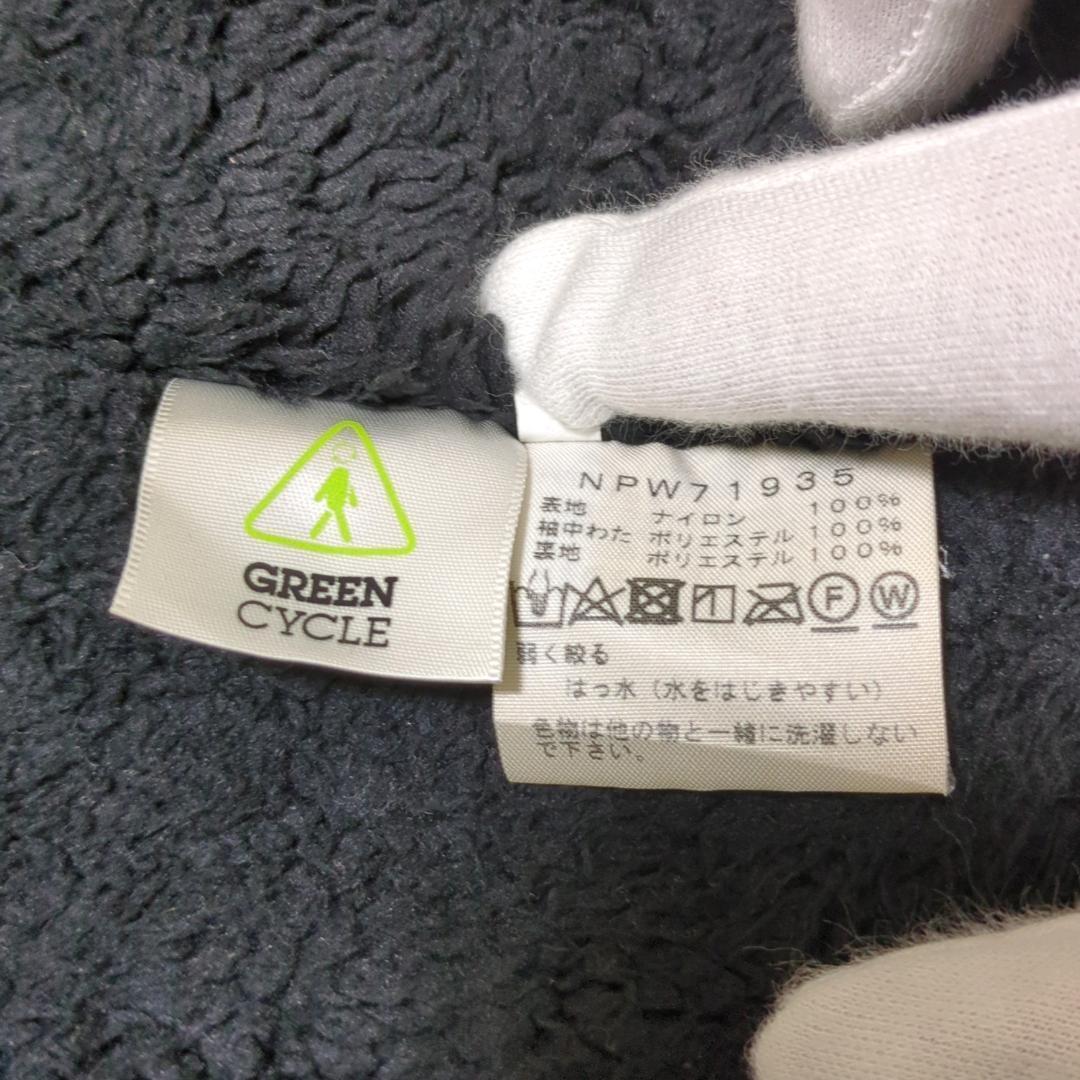 GREEN
CYCLE
NPW71935
表地 ナイロン 100%
袖中わた ポリエステル 100%
裏地 ポリエステル 100%
F W
弱く絞る
はっ水（水をはじきやすい）
色物は他の物と一緒に洗濯しない
で下さい。